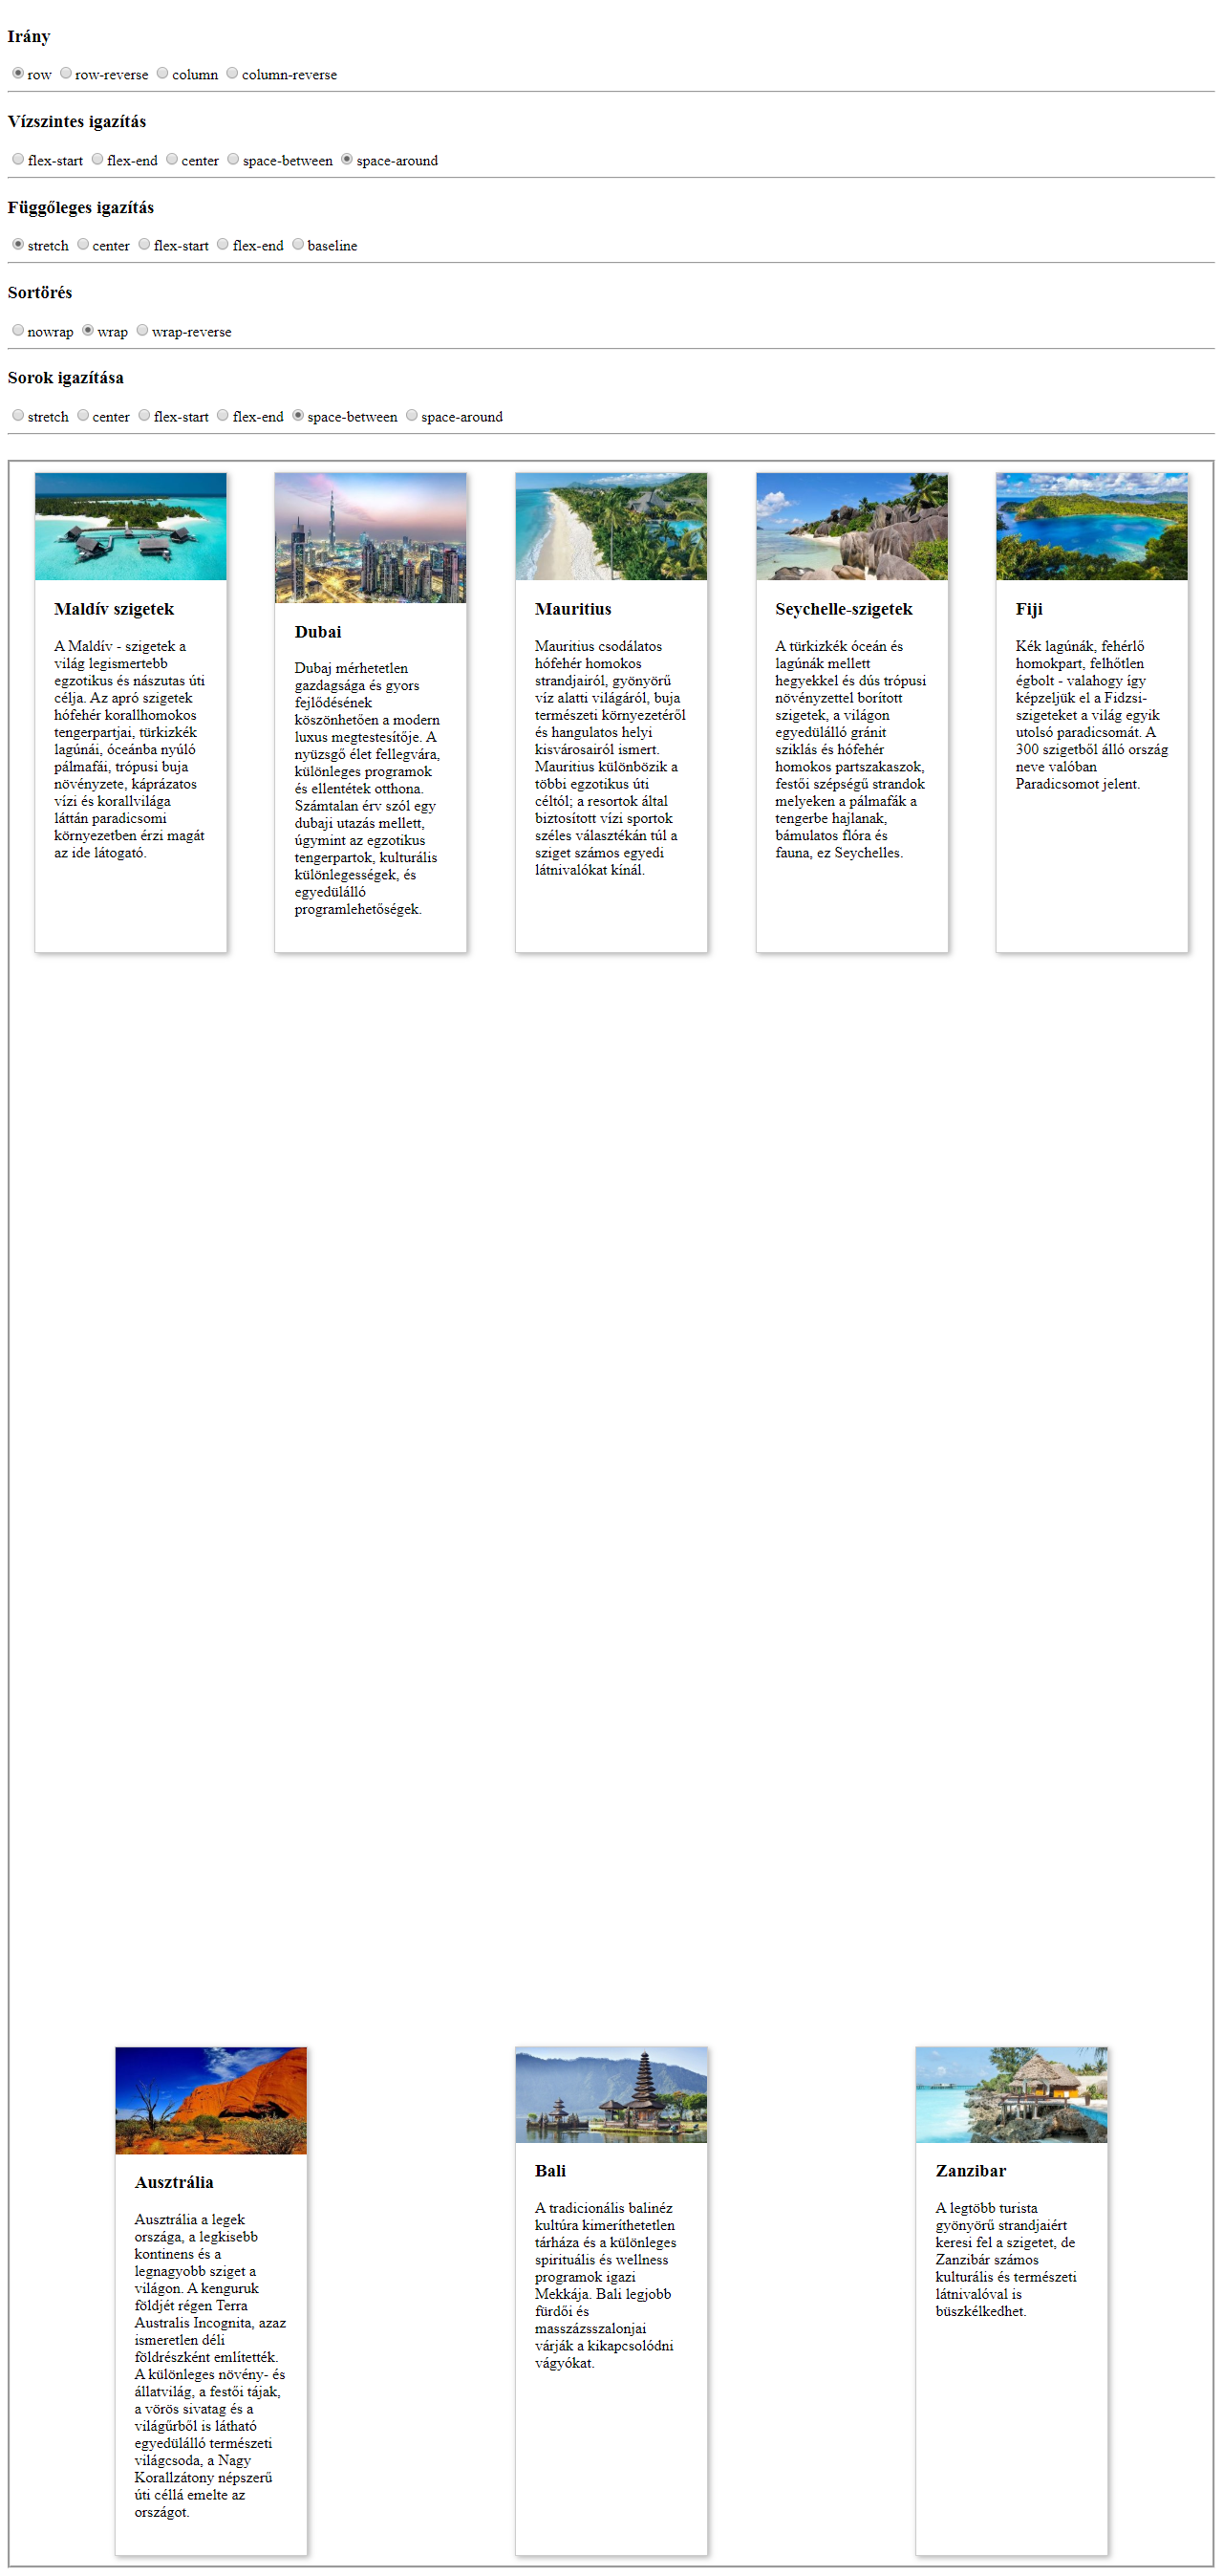 Irány
row row-reverse column column-reverse
Vízszintes igazítás
flex-start flex-end center space-between space-around
Függőleges igazítás
stretch center flex-start flex-end baseline
Sortörés
nowrap wrap wrap-reverse
Sorok igazítása
stretch center flex-start flex-end space-between space-around
Maldív szigetek
A Maldív - szigetek a
világ legismertebb
egzotikus és nászutas úti
célja. Az apró szigetek
hófehér korallhomokos
tengerpartjai, türkizkék
lagúnái, óceánba nyúló
pálmafái, trópusi buja
növényzete, káprázatos
vízi és korallvilága
láttán paradicsomi
környezetben érzi magát
az ide látogató.
Dubai
Dubaj mérhetetlen
gazdagsága és gyors
fejlődésének
köszönhetően a modern
luxus megtestesítője. A
nyüzsgő élet fellegvára,
különleges programok
és ellentétek otthona.
Számtalan érv szól egy
dubaji utazás mellett,
úgymint az egzotikus
tengerpartok, kulturális
különlegességek, és
egyedülálló
programlehetőségek.
Mauritius
Mauritius csodálatos
hófehér homokos
strandjairól, gyönyörű
víz alatti világáról, buja
természeti környezetéről
és hangulatos helyi
kisvárosairól ismert.
Mauritius különbözik a
többi egzotikus úti
céltól; a resortok által
biztosított vízi sportok
széles választékán túl a
sziget számos egyedi
látnivalókat kínál.
Seychelle-szigetek
A türkizkék óceán és
lagúnák mellett
hegyekkel és dús trópusi
növényzettel borított
szigetek, a világon
egyedülálló gránit
sziklás és hófehér
homokos partszakaszok,
festői szépségű strandok
melyeken a pálmafák a
tengerbe hajlanak,
bámulatos flóra és
fauna, ez Seychelles.
Fiji
Kék lagúnák, fehérlő
homokpart, felhőtlen
égbolt - valahogy így
képzeljük el a Fidzsi-
szigeteket a világ egyik
utolsó paradicsomát. A
300 szigetből álló ország
neve valóban
Paradicsomot jelent.
Ausztrália
Ausztrália a legek
országa, a legkisebb
kontinens és a
legnagyobb sziget a
világon. A kenguruk
földjét régen Terra
Australis Incognita, azaz
ismeretlen déli
földrészként említették.
A különleges növény- és
állatvilág, a festői tájak,
a vörös sivatag és a
világűrből is látható
egyedülálló természeti
világcsoda, a Nagy
Korallzátony népszerű
úti céllá emelte az
országot.
Bali
A tradicionális balinéz
kultúra kimeríthetetlen
tárháza és a különleges
spirituális és wellness
programok igazi
Mekkája. Bali legjobb
fürdői és
masszázsszalonjai
várják a kikapcsolódni
vágyókat.
Zanzibar
A legtöbb turista
gyönyörű strandjaiért
keresi fel a szigetet, de
Zanzibár számos
kulturális és természeti
látnivalóval is
büszkélkedhet.